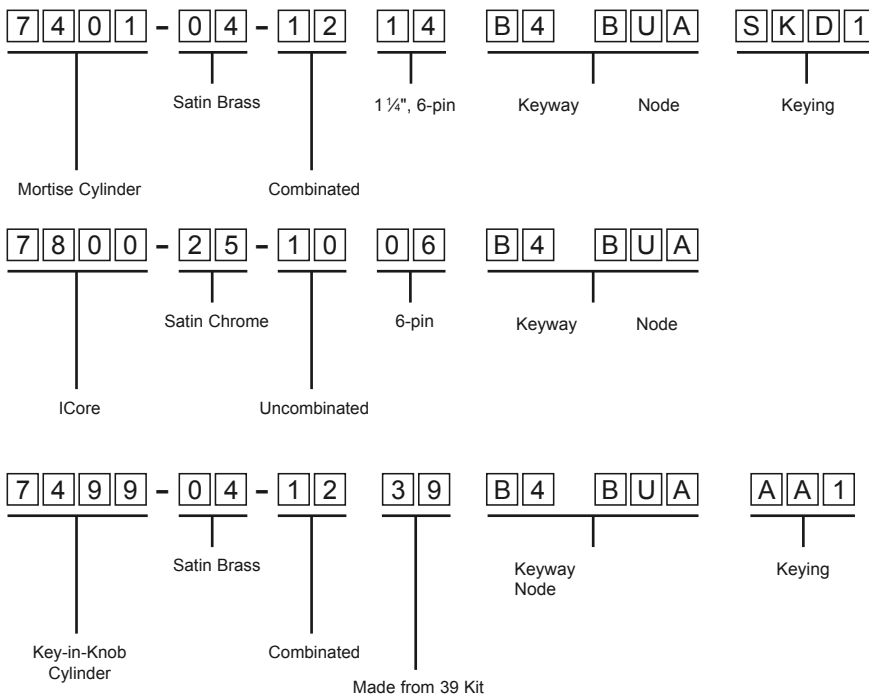 7401-04-12 14 B4 BUA SKD1
Satin Brass 1 ¼", 6-pin Keyway Node Keying
Mortise Cylinder Combinated
7800-25-10 06 B4 BUA
Satin Chrome 6-pin Keyway Node
ICore Uncombinated
7499-04-12 39 B4 BUA AA1
Satin Brass Keyway Keying
Node
Key-in-Knob Combinated
Cylinder
Made from 39 Kit